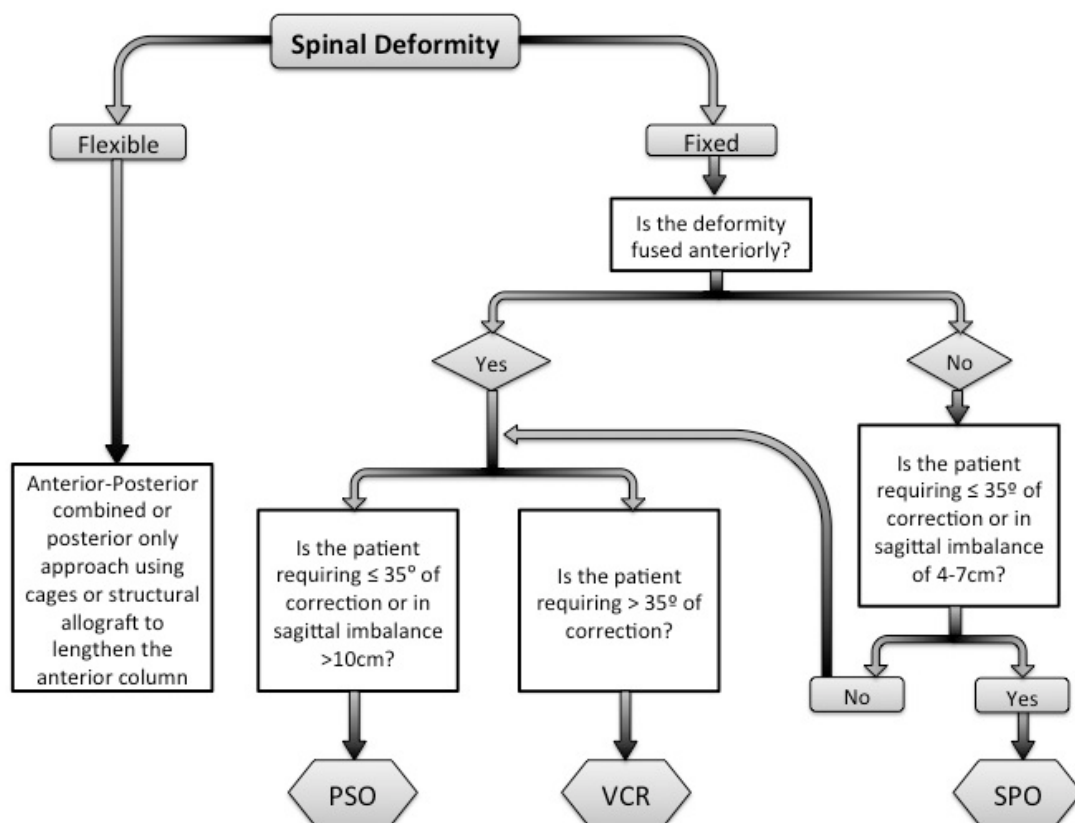 Spinal Deformity
Flexible
Fixed
Is the deformity
fused anteriorly?
Yes
No
Anterior-Posterior
combined or
posterior only
approach using
cages or structural
allograft to
lengthen the
anterior column
Is the patient
requiring ≤ 35° of
correction or in
sagittal imbalance
>10cm?
Is the patient
requiring > 35º of
correction?
Is the patient
requiring ≤ 35º of
correction or in
sagittal imbalance
of 4-7cm?
No
Yes
PSO
VCR
SPO